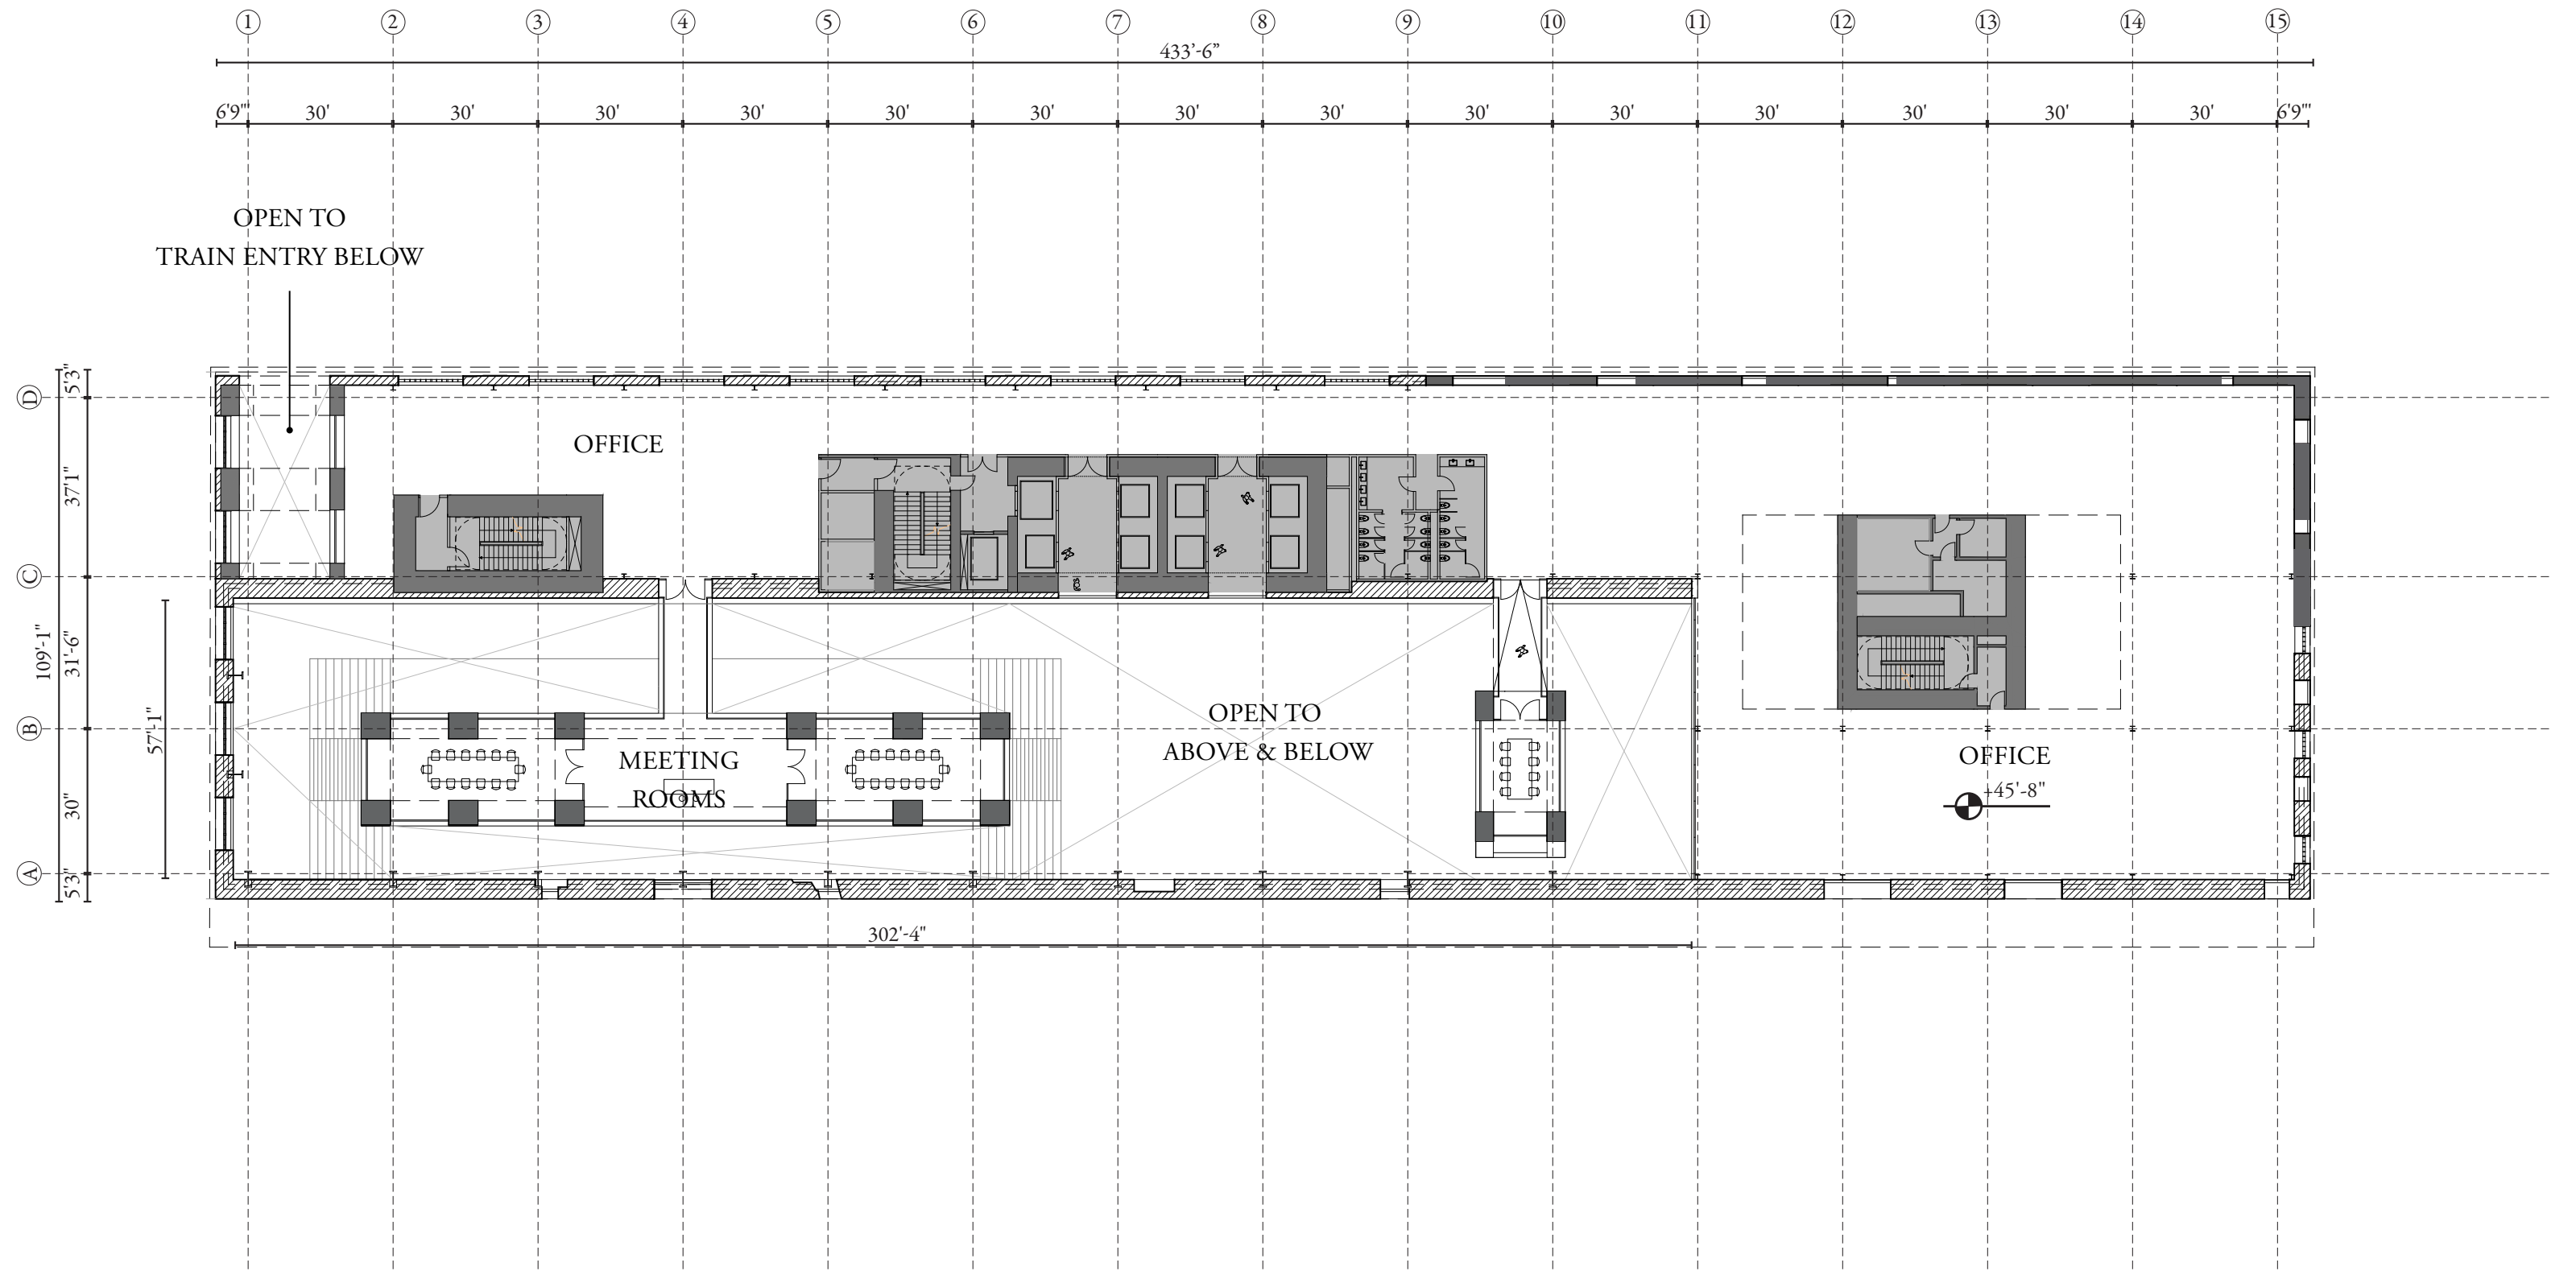 1 2 3 4 5 6 7 8 9 10 11 12 13 14 15
433'-6"
6'9'" 30' 30' 30' 30' 30' 30' 30' 30' 30' 30' 30' 30' 30' 30' 6'9'"
OPEN TO
TRAIN ENTRY BELOW
D
5'3"
OFFICE
37'1"
C
109'-1"
31'-6"
57'-1"
B
OPEN TO
ABOVE & BELOW
MEETING
ROOMS
OFFICE
+45'-8"
30"
A
5'3"
302'-4"